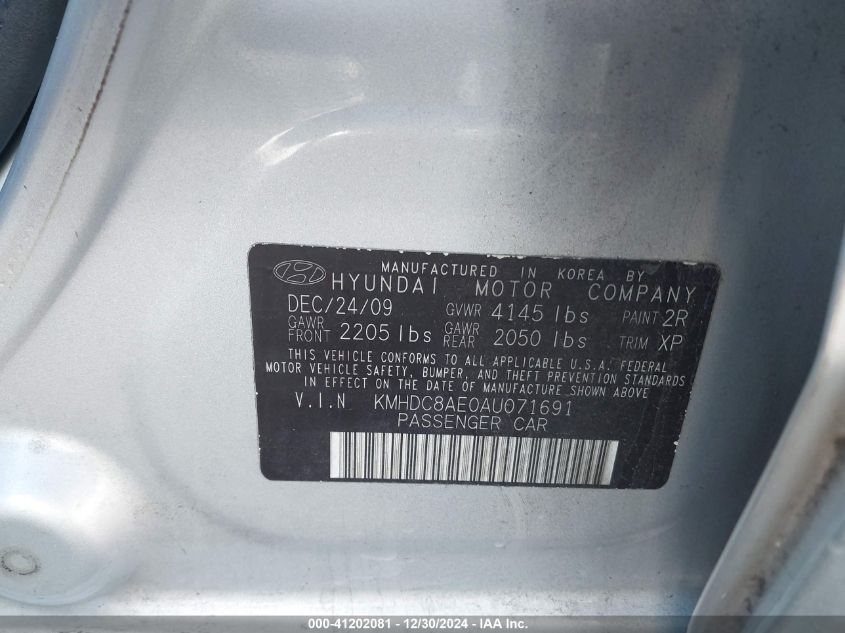 MANUFACTURED IN KOREA BY
HYUNDAI MOTOR COMPANY
DEC/24/09 GVWR 4145 lbs PAINT 2R
GAWR FRONT 2205 lbs GAWR REAR 2050 lbs TRIM XP
THIS VEHICLE CONFORMS TO ALL APPLICABLE U.S.A. FEDERAL
MOTOR VEHICLE SAFETY, BUMPER, AND THEFT PREVENTION STANDARDS
IN EFFECT ON THE DATE OF MANUFACTURE SHOWN ABOVE
V.I.N KMHDC8AE0AU071691
PASSENGER CAR
000-41202081 - 12/30/2024 - IAA, Inc.